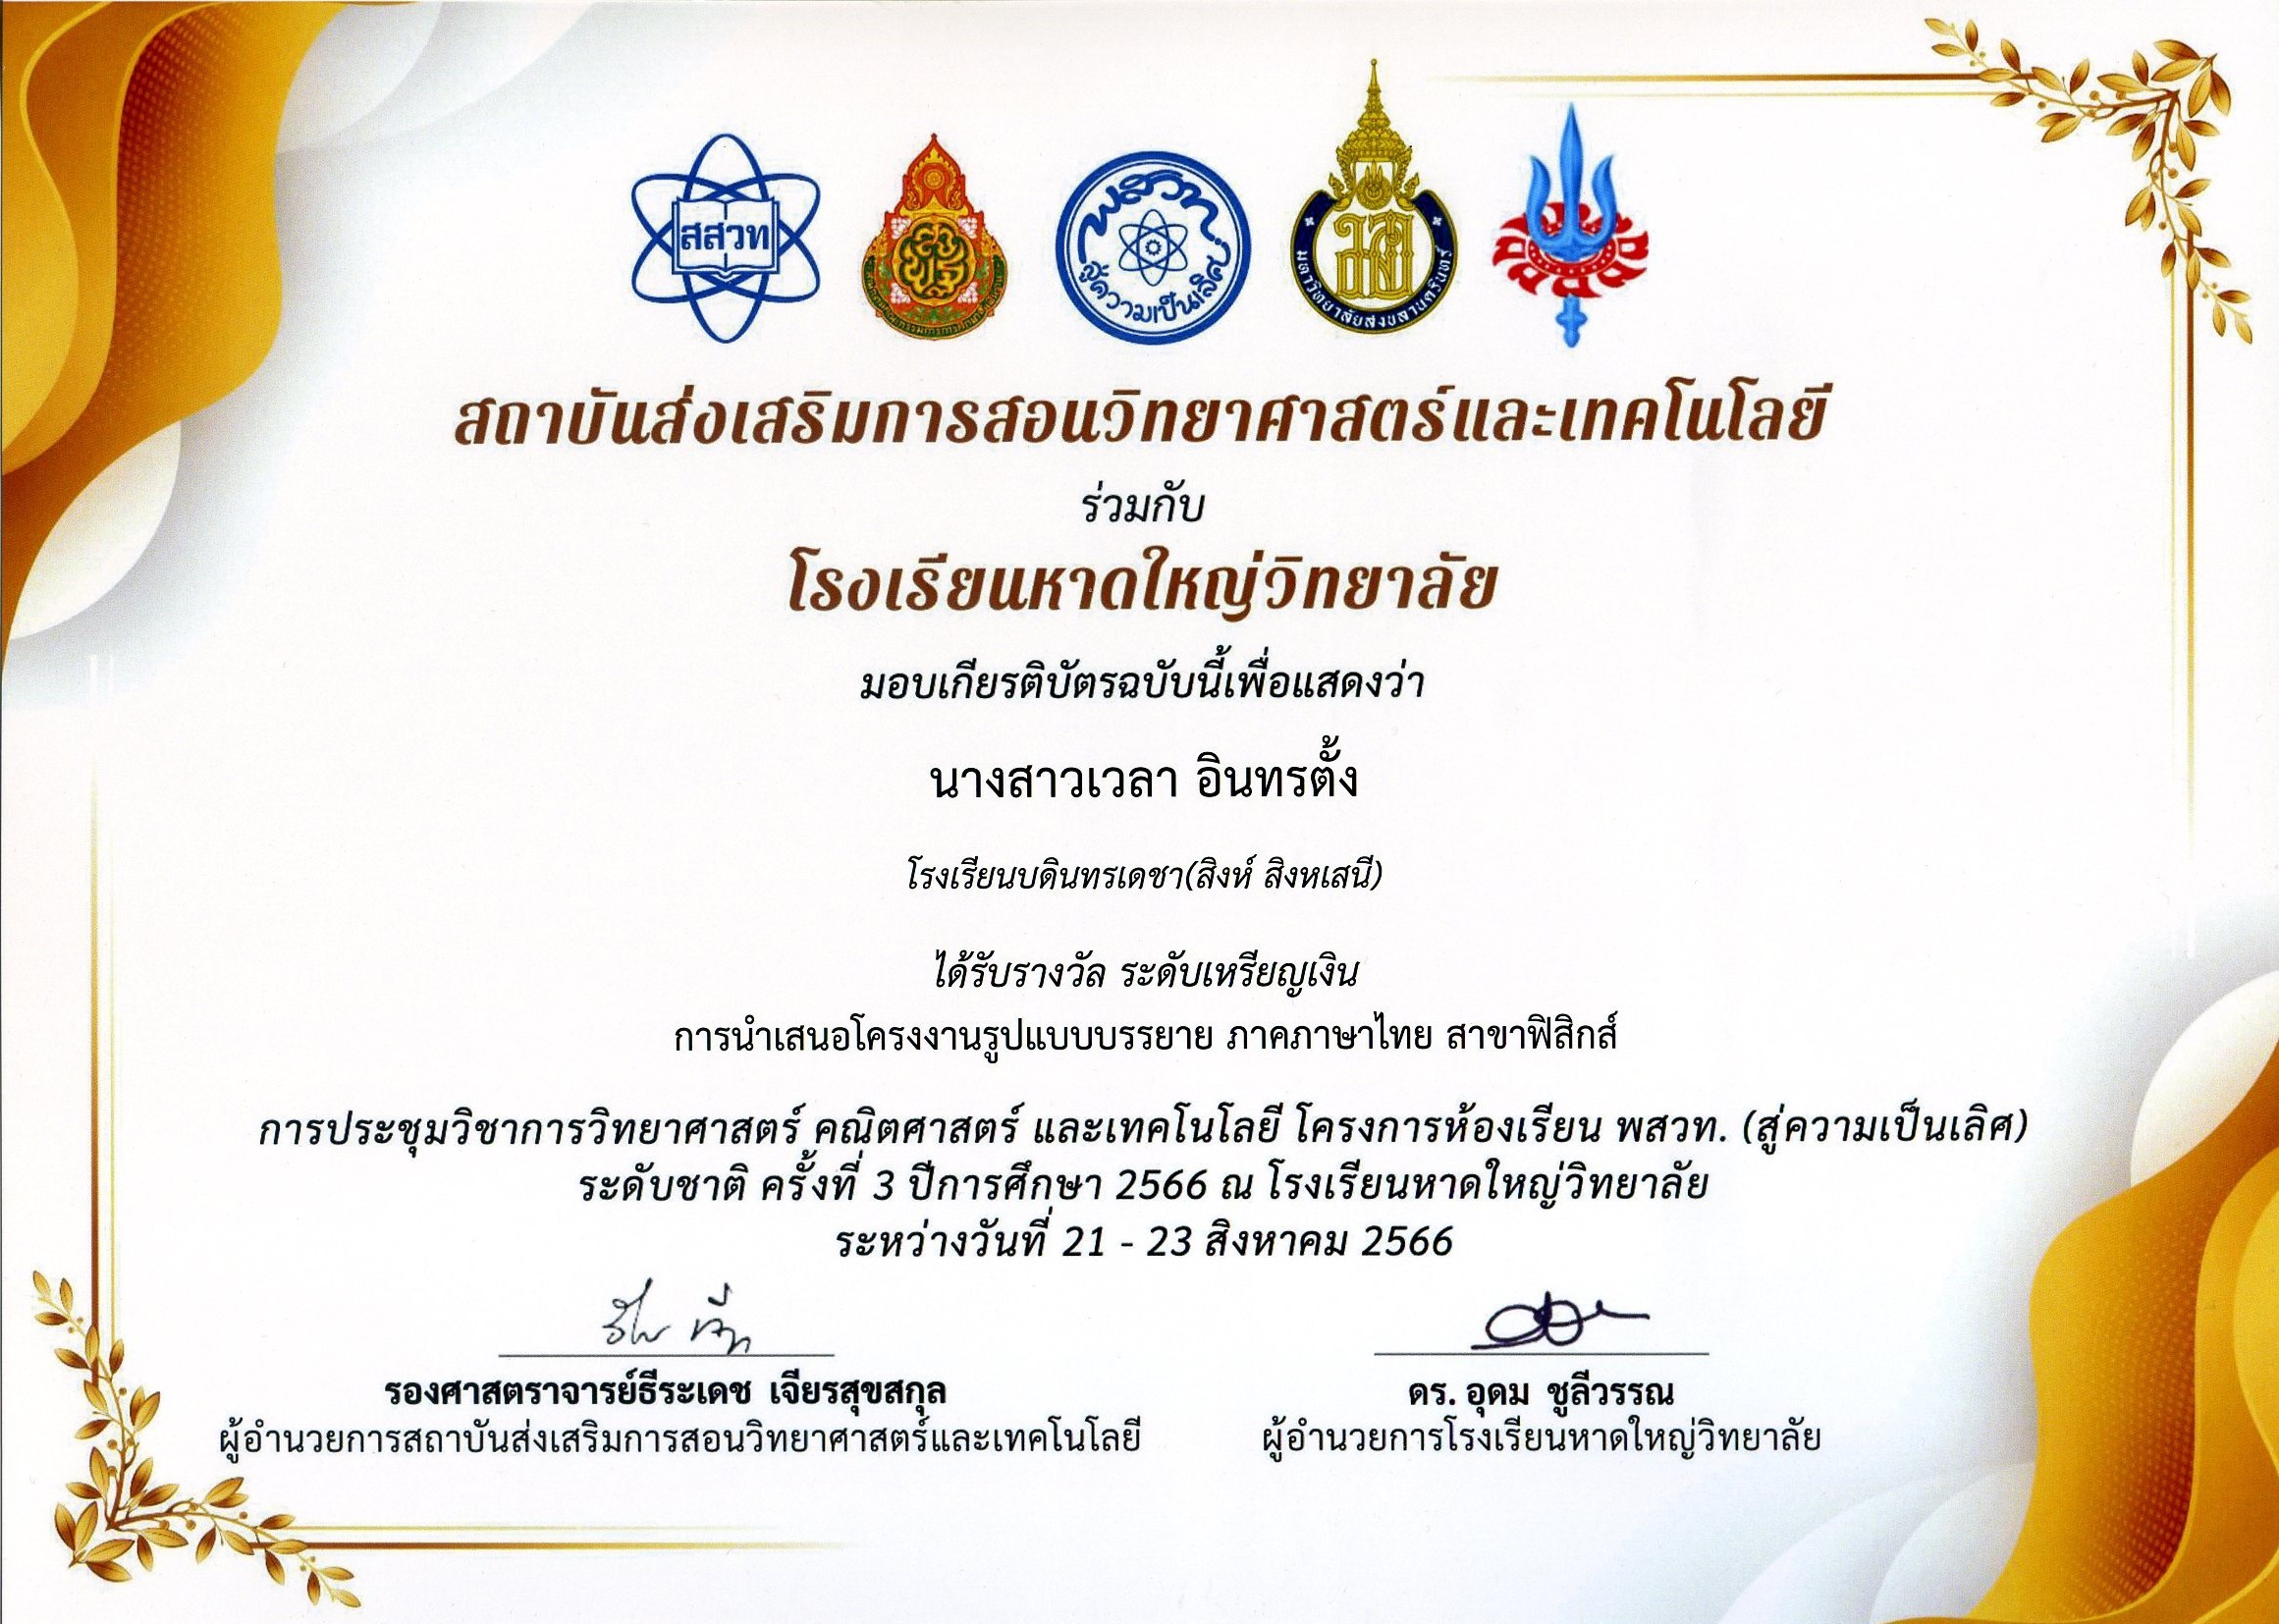 สสวท
พสวท.
สู่ความเป็นเลิศ
มหาวิทยาลัยสงขลานครินทร์
สถาบันส่งเสริมการสอนวิทยาศาสตร์และเทคโนโลยี
ร่วมกับ
โรงเรียนหาดใหญ่วิทยาลัย
มอบเกียรติบัตรฉบับนี้เพื่อแสดงว่า
นางสาวเวลา อินทรตั้ง
โรงเรียนบดินทรเดชา(สิงห์ สิงหเสนี)
ได้รับรางวัล ระดับเหรียญเงิน
การนำเสนอโครงงานรูปแบบบรรยาย ภาคภาษาไทย สาขาฟิสิกส์
การประชุมวิชาการวิทยาศาสตร์ คณิตศาสตร์ และเทคโนโลยี โครงการห้องเรียน พสวท. (สู่ความเป็นเลิศ)
ระดับชาติ ครั้งที่ 3 ปีการศึกษา 2566 ณ โรงเรียนหาดใหญ่วิทยาลัย
ระหว่างวันที่ 21 - 23 สิงหาคม 2566
รองศาสตราจารย์ธีระเดช เจียรสุขสกุล
ผู้อำนวยการสถาบันส่งเสริมการสอนวิทยาศาสตร์และเทคโนโลยี
ดร. อุดม ชูลีวรรณ
ผู้อำนวยการโรงเรียนหาดใหญ่วิทยาลัย